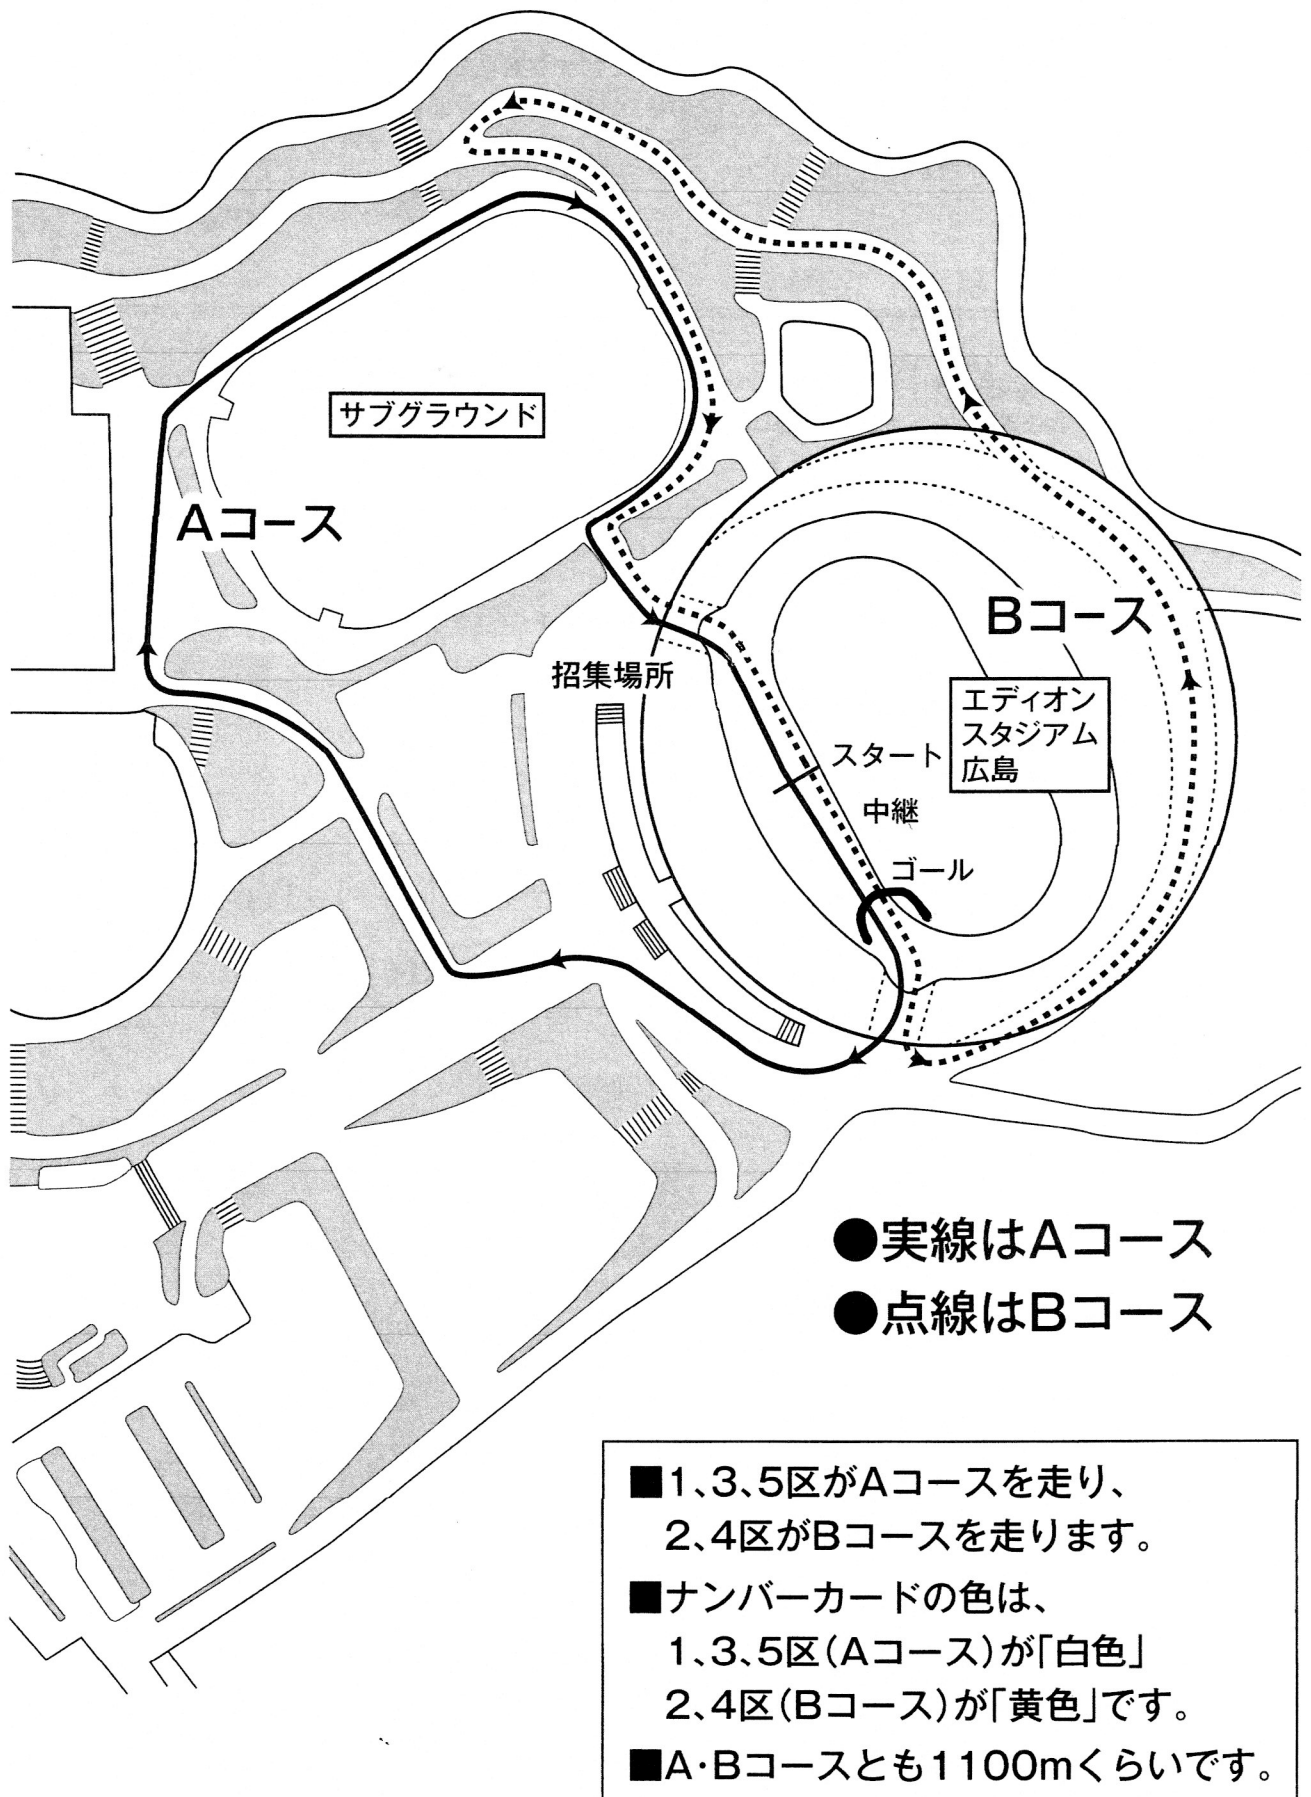 サブグラウンド
Aコース
Bコース
招集場所
エディオン
スタジアム
広島
スタート
中継
ゴール
●実線はAコース
●点線はBコース
■1、3、5区がAコースを走り、
2、4区がBコースを走ります。
■ナンバーカードの色は、
1、3、5区(Aコース)が「白色」
2、4区(Bコース)が「黄色」です。
■A・Bコースとも1100mくらいです。